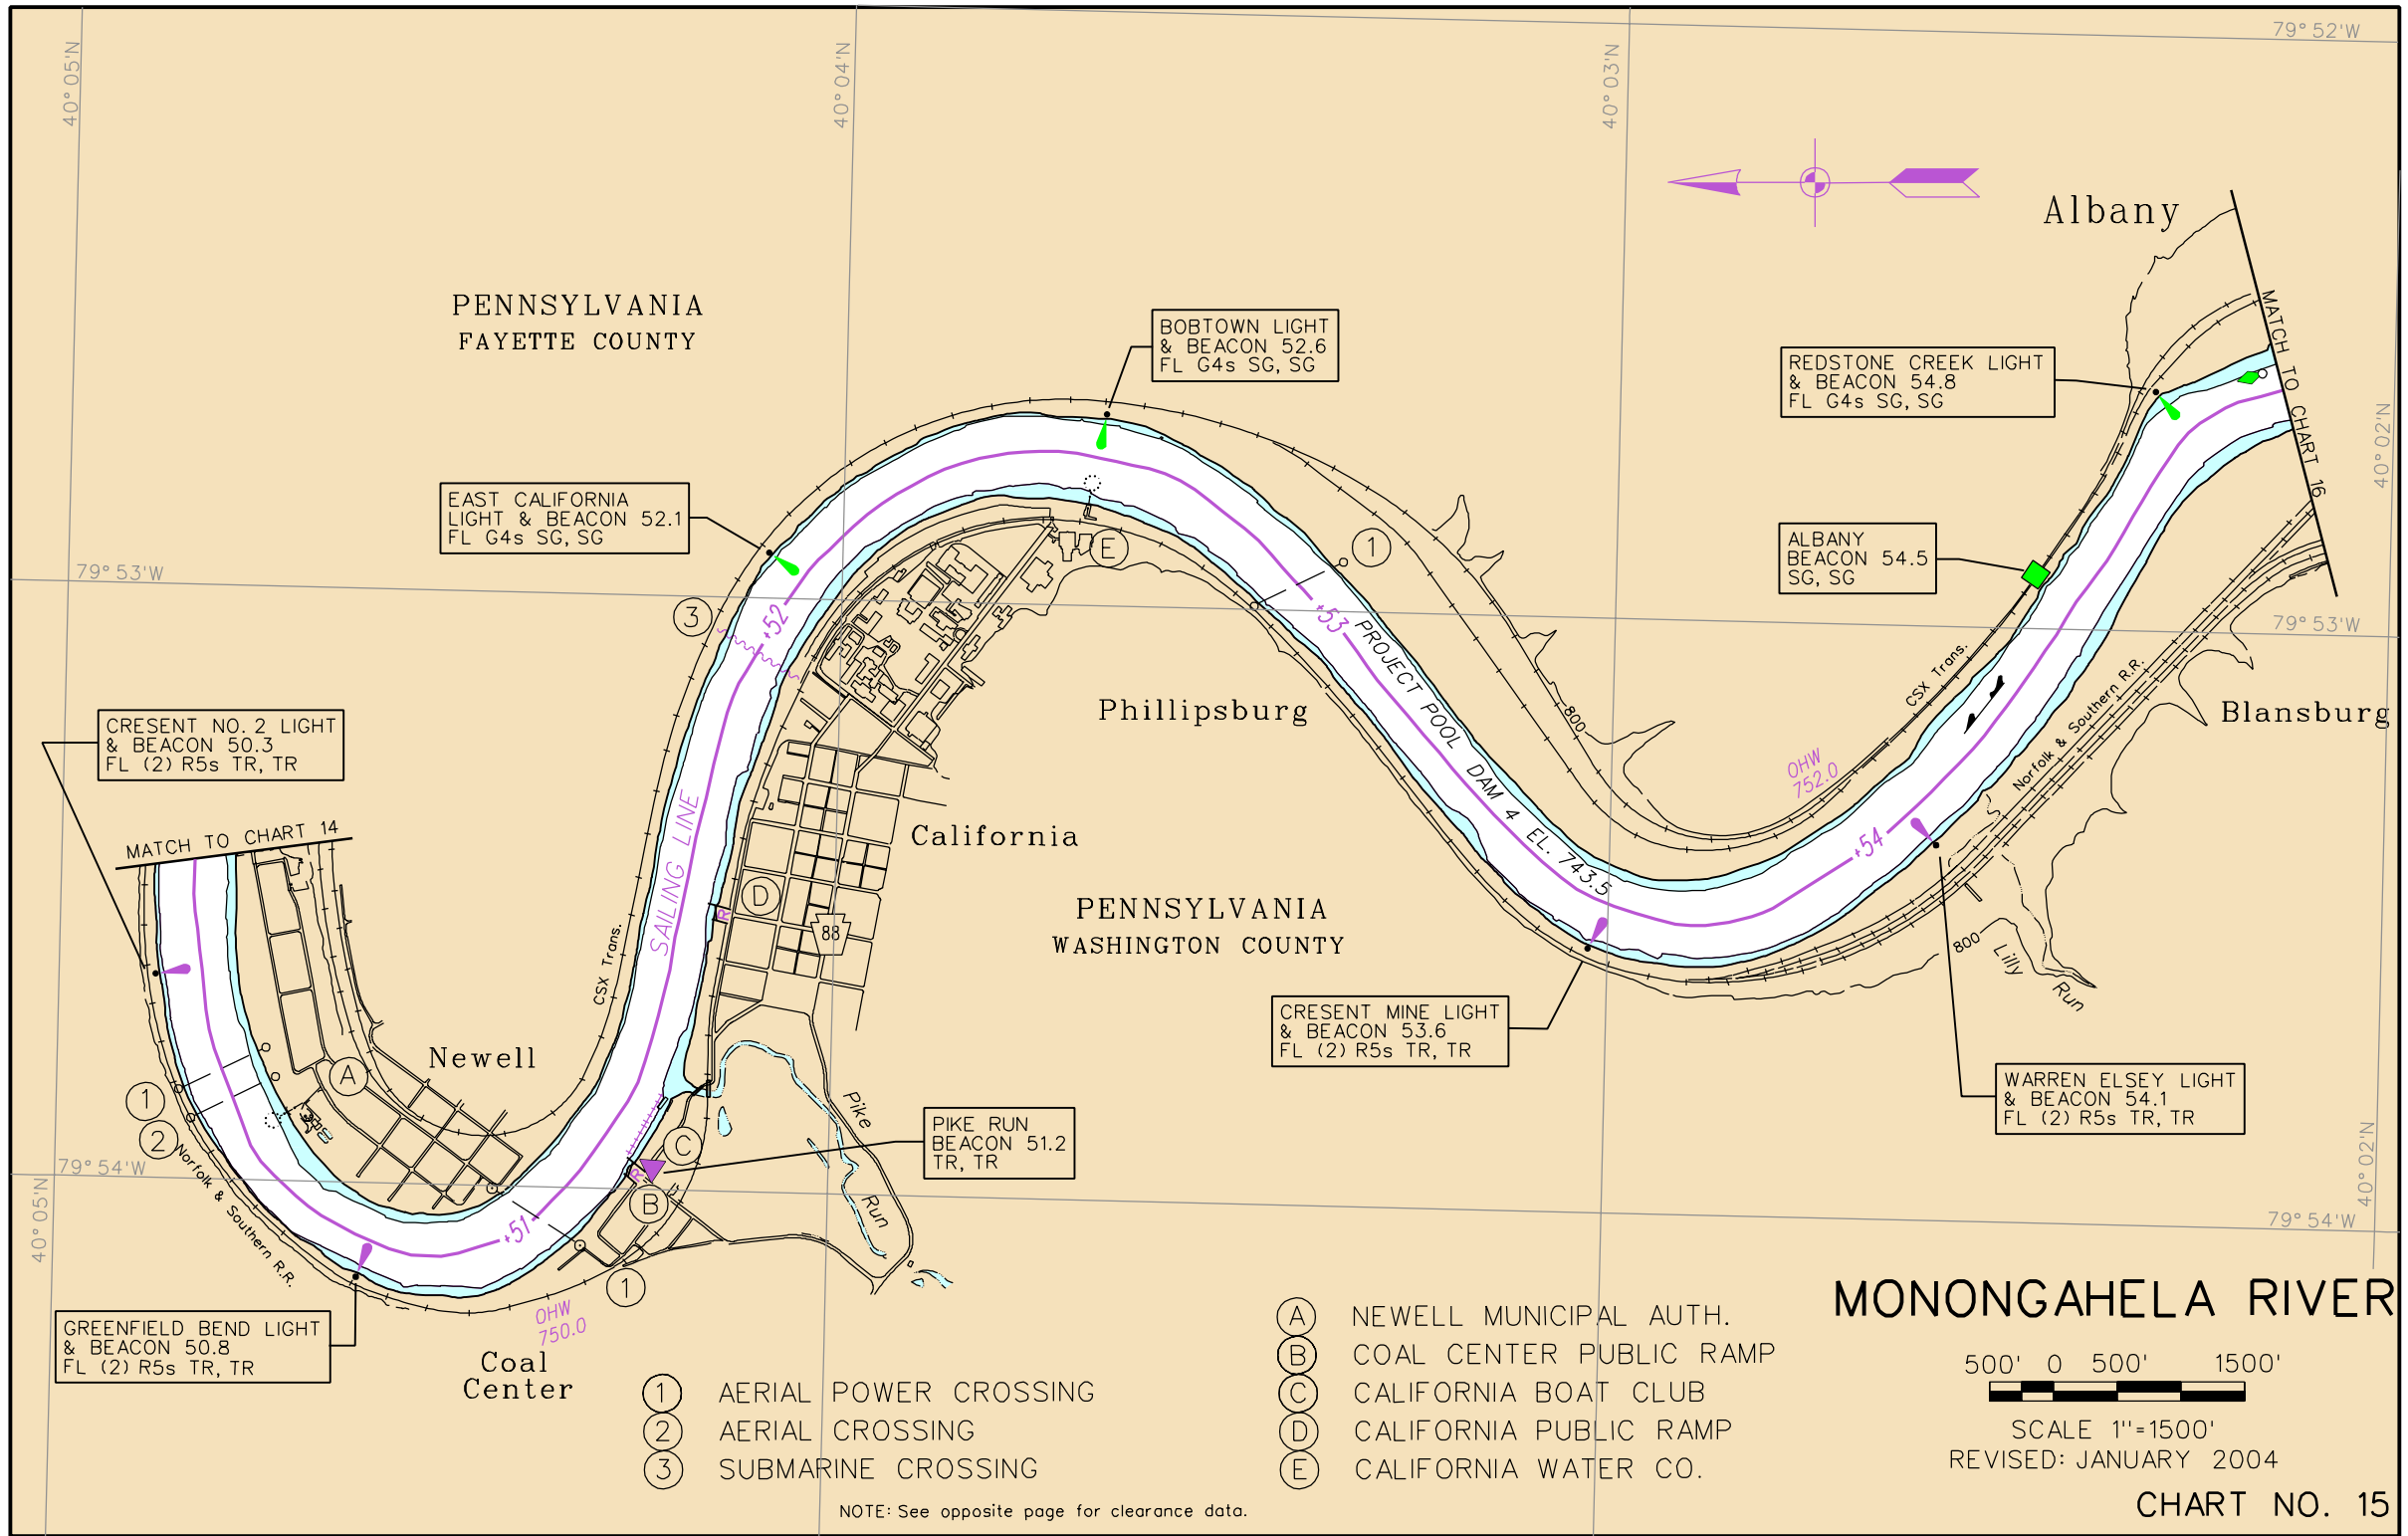 79° 52'W
40° 05'N
40° 04'N
40° 03'N
Albany
PENNSYLVANIA
FAYETTE COUNTY
BOBTOWN LIGHT
& BEACON 52.6
FL G4s SG, SG
REDSTONE CREEK LIGHT
& BEACON 54.8
FL G4s SG, SG
MATCH TO CHART 16
40° 02'N
EAST CALIFORNIA
LIGHT & BEACON 52.1
FL G4s SG, SG
ALBANY
BEACON 54.5
SG, SG
79° 53'W
79° 53'W
E
1
3
+52
+53
PROJECT POOL DAM 4 EL. 743.5
CSX Trans.
Norfolk & Southern R.R.
Phillipsburg
800
Blansburg
CRESENT NO. 2 LIGHT
& BEACON 50.3
FL (2) R5s TR, TR
OHW
752.0
MATCH TO CHART 14
SAILING LINE
California
+54
D
R
88
PENNSYLVANIA
WASHINGTON COUNTY
800
Lilly
Run
CSX Trans.
CRESENT MINE LIGHT
& BEACON 53.6
FL (2) R5s TR, TR
Newell
A
1
2
WARREN ELSEY LIGHT
& BEACON 54.1
FL (2) R5s TR, TR
Pike
Run
PIKE RUN
BEACON 51.2
TR, TR
C
R
B
40° 02'N
79° 54'W
79° 54'W
40° 05'N
Norfolk & Southern R.R.
+51
1
OHW
750.0
GREENFIELD BEND LIGHT
& BEACON 50.8
FL (2) R5s TR, TR
Coal
Center
1 AERIAL POWER CROSSING
2 AERIAL CROSSING
3 SUBMARINE CROSSING
A NEWELL MUNICIPAL AUTH.
B COAL CENTER PUBLIC RAMP
C CALIFORNIA BOAT CLUB
D CALIFORNIA PUBLIC RAMP
E CALIFORNIA WATER CO.
NOTE: See opposite page for clearance data.
MONONGAHELA RIVER
500' 0 500' 1500'
SCALE 1"=1500'
REVISED: JANUARY 2004
CHART NO. 15